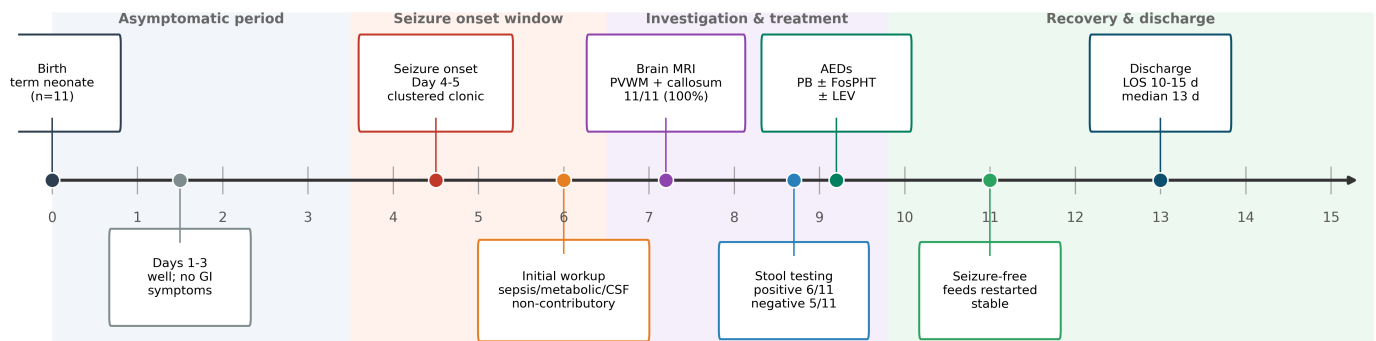 Asymptomatic period
Seizure onset window
Investigation & treatment
Recovery & discharge
Birth
term neonate
(n=11)
Seizure onset
Day 4-5
clustered clonic
Brain MRI
PVWM + callosum
11/11 (100%)
AEDs
PB ± FosPHT
± LEV
Discharge
LOS 10-15 d
median 13 d
0 1 2 3 4 5 6 7 8 9 10 11 12 13 14 15
Days 1-3
well; no GI
symptoms
Initial workup
sepsis/metabolic/CSF
non-contributory
Stool testing
positive 6/11
negative 5/11
Seizure-free
feeds restarted
stable